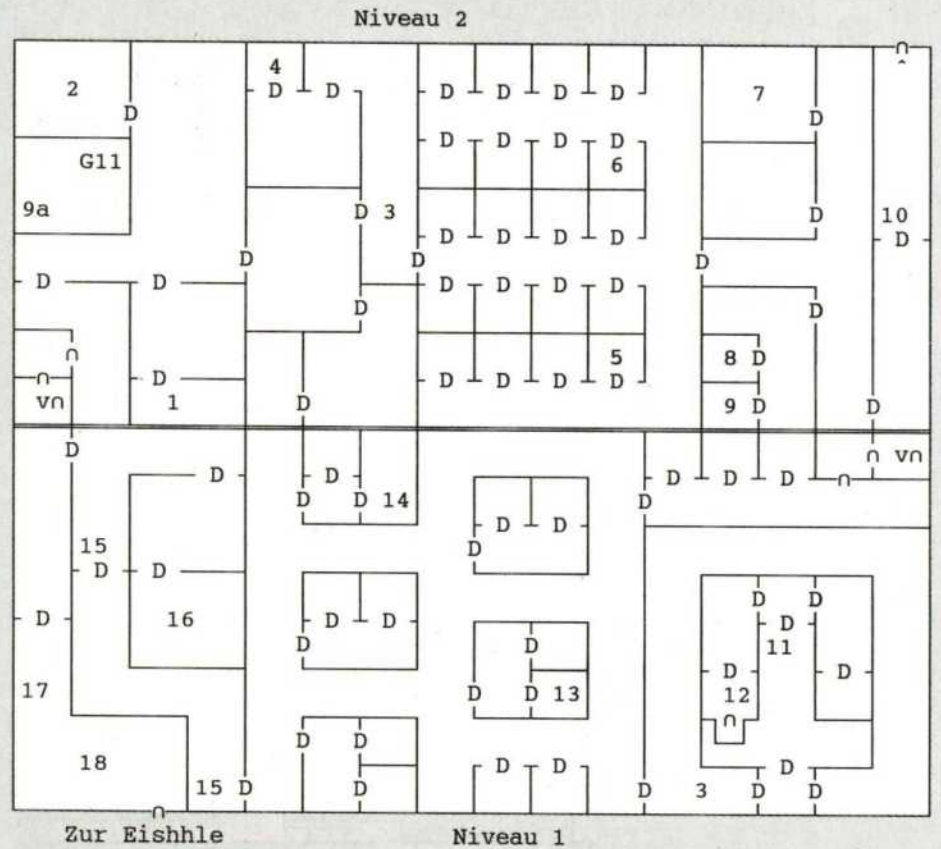 Niveau 2
4
2 D D D D D D 7
D D
D D D D
G11 6
9a D 3 D 10
D D D D D
D D D
D D D D D D
D D
8 D
D 5 D D D D
v∩ 1 D 9 D D
D v∩
D D D D D D
D D 14 D
15 D D
D D D
D D D D D
D 16 D D 11
D
D D
17 D D 13 12
D D
18 D D D D
15 D D D 3 D D
Zur Eishhle Niveau 1